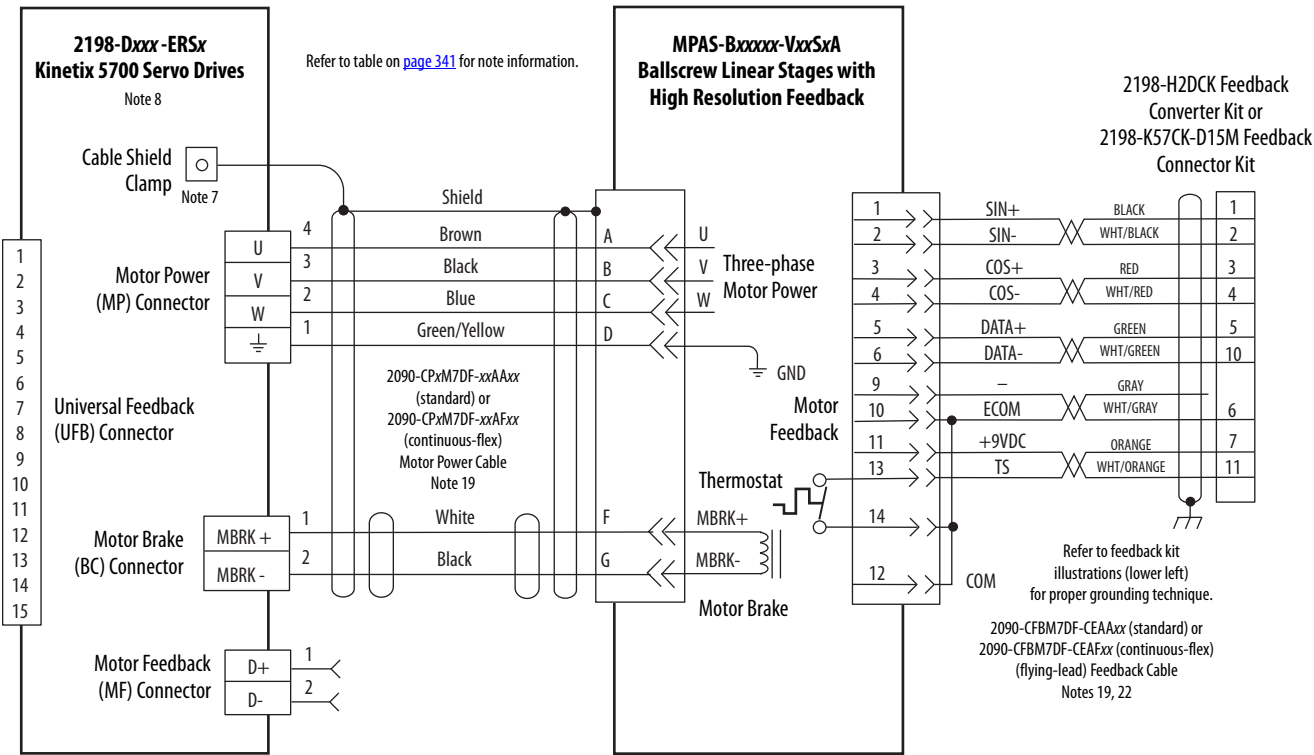 2198-Dxxx -ERSx
Kinetix 5700 Servo Drives
Note 8
Refer to table on page 341 for note information.
MPAS-Bxxxxx-VxxSxA
Ballscrew Linear Stages with
High Resolution Feedback
2198-H2DCK Feedback
Converter Kit or
2198-K57CK-D15M Feedback
Connector Kit
Cable Shield
Clamp
Note 7
Shield
1
2
3
4
5
6
7
8
9
10
11
12
13
14
15
Universal Feedback
(UFB) Connector
Motor Power
(MP) Connector
U 4 Brown A U
V 3 Black B V
W 2 Blue C W
1 Green/Yellow D
Three-phase
Motor Power
GND
2090-CPxM7DF-xxAAxx
(standard) or
2090-CPxM7DF-xxAFxx
(continuous-flex)
Motor Power Cable
Note 19
Motor Brake
(BC) Connector
MBRK + 1 White F MBRK+
MBRK - 2 Black G MBRK-
Motor Brake
Motor Feedback
(MF) Connector
D+ 1
D- 2
Motor
Feedback
Thermostat
1 SIN+ BLACK 1
2 SIN- WHT/BLACK 2
3 COS+ RED 3
4 COS- WHT/RED 4
5 DATA+ GREEN 5
6 DATA- WHT/GREEN 10
9 – GRAY
10 ECOM WHT/GRAY 6
11 +9VDC ORANGE 7
13 TS WHT/ORANGE 11
14
12 COM
Refer to feedback kit
illustrations (lower left)
for proper grounding technique.
2090-CFBM7DF-CEAAxx (standard) or
2090-CFBM7DF-CEAFxx (continuous-flex)
(flying-lead) Feedback Cable
Notes 19, 22